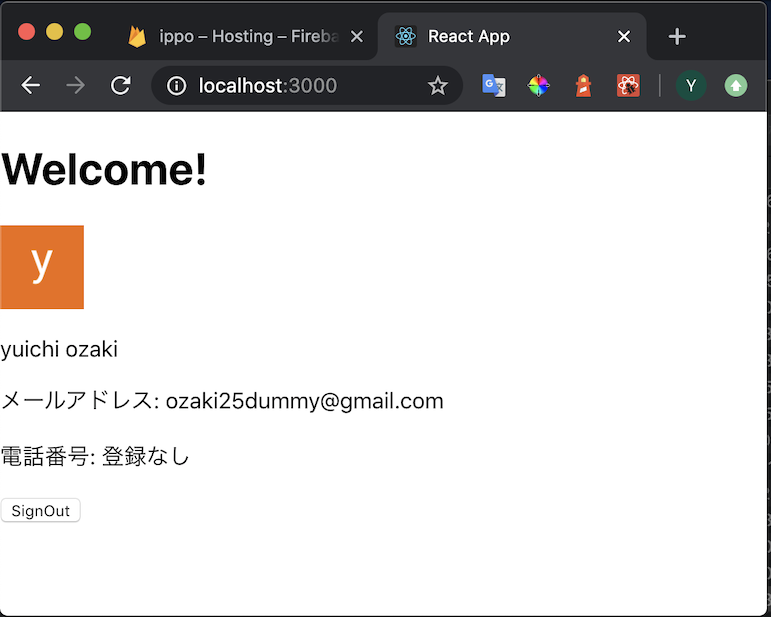 ippo – Hosting – Fireba
React App
localhost:3000
Y
Welcome!
y
yuichi ozaki
メールアドレス: ozaki25dummy@gmail.com
電話番号: 登録なし
SignOut